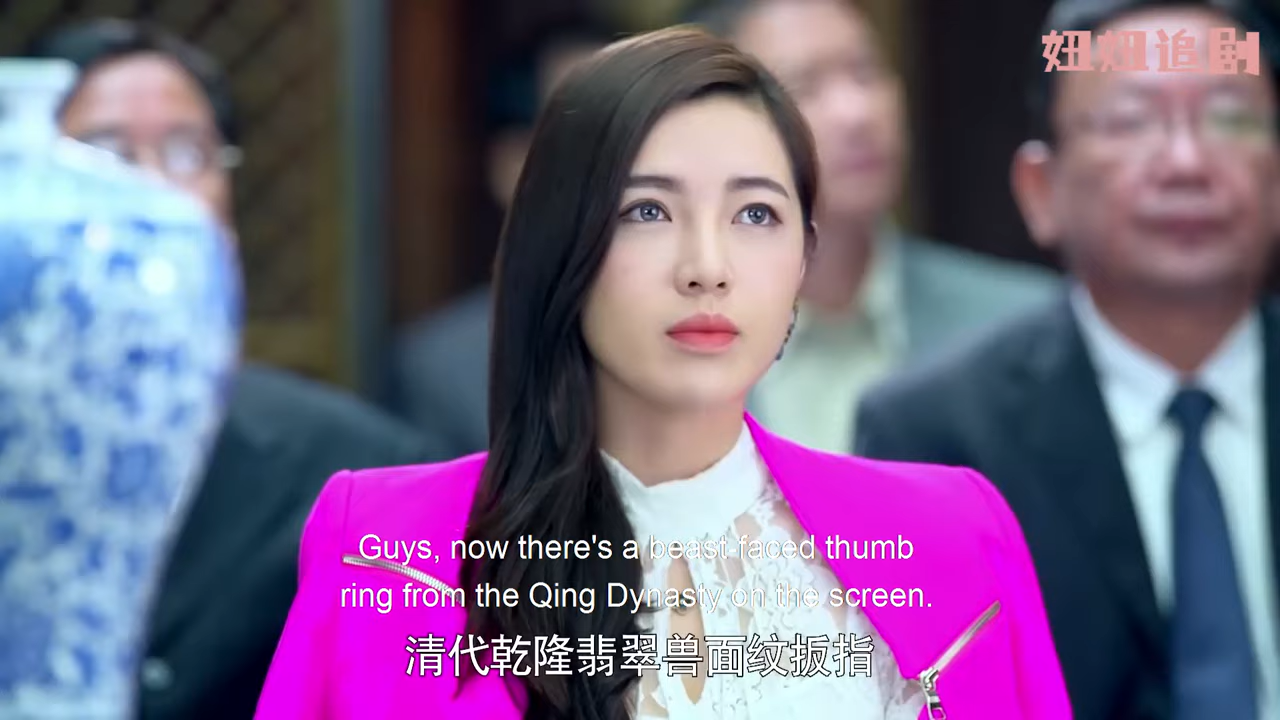 妞妞追剧
Guys, now there's a beast-faced thumb
ring from the Qing Dynasty on the screen.
清代乾隆翡翠兽面纹扳指